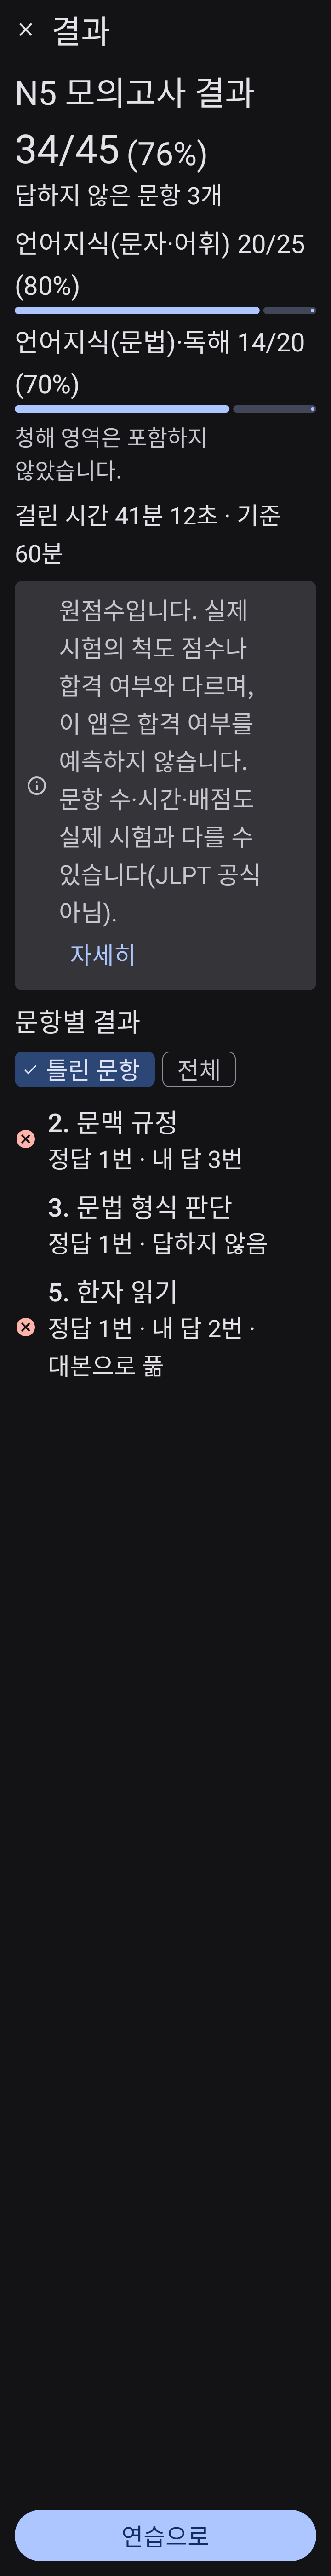 결과
N5 모의고사 결과
34/45 (76%)
답하지 않은 문항 3개
언어지식(문자·어휘) 20/25
(80%)
언어지식(문법)·독해 14/20
(70%)
청해 영역은 포함하지
않았습니다.
걸린 시간 41분 12초 · 기준
60분
원점수입니다. 실제
시험의 척도 점수나
합격 여부와 다르며,
이 앱은 합격 여부를
예측하지 않습니다.
문항 수·시간·배점도
실제 시험과 다를 수
있습니다(JLPT 공식
아님).
자세히
문항별 결과
틀린 문항
전체
2. 문맥 규정
정답 1번 · 내 답 3번
3. 문법 형식 판단
정답 1번 · 답하지 않음
5. 한자 읽기
정답 1번 · 내 답 2번 ·
대본으로 풂
연습으로